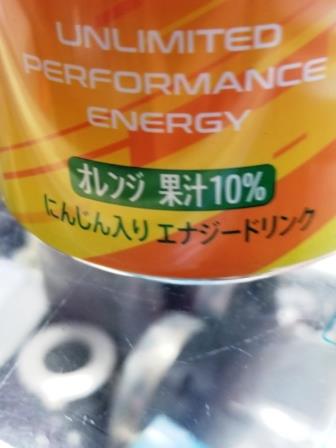 UNLIMITED
PERFORMANCE
ENERGY
オレンジ 果汁10%
にんじん入り エナジードリンク